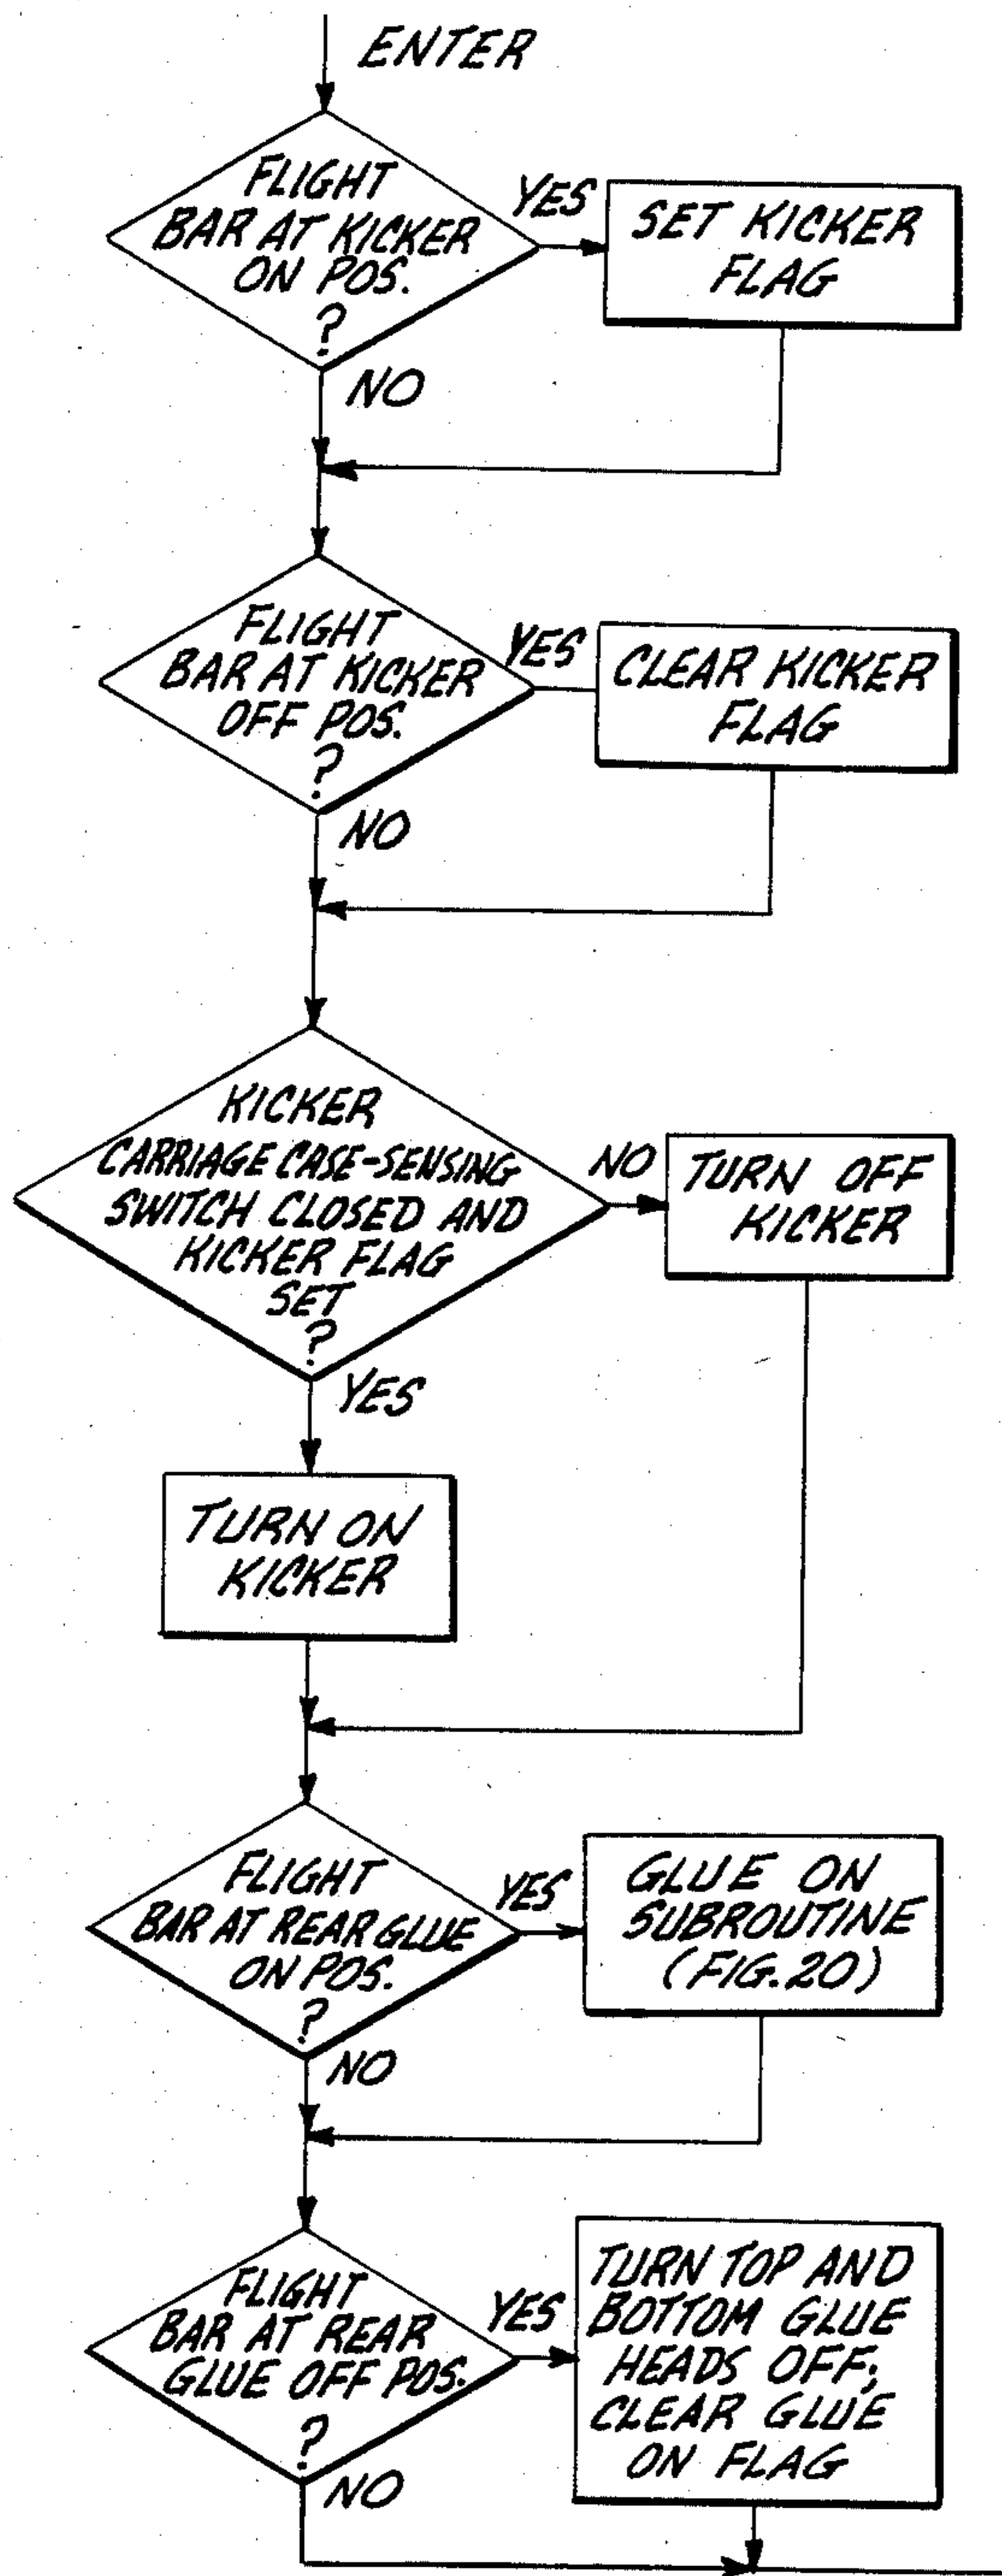 ENTER
FLIGHT
BAR AT KICKER
ON POS.
?
YES
SET KICKER
FLAG
NO
FLIGHT
BAR AT KICKER
OFF POS.
?
YES
CLEAR KICKER
FLAG
NO
KICKER
CARRIAGE CASE-SENSING
SWITCH CLOSED AND
KICKER FLAG
SET
?
NO
TURN OFF
KICKER
YES
TURN ON
KICKER
FLIGHT
BAR AT REAR GLUE
ON POS.
?
YES
GLUE ON
SUBROUTINE
(FIG.20)
NO
FLIGHT
BAR AT REAR
GLUE OFF POS.
?
YES
TURN TOP AND
BOTTOM GLUE
HEADS OFF;
CLEAR GLUE
ON FLAG
NO